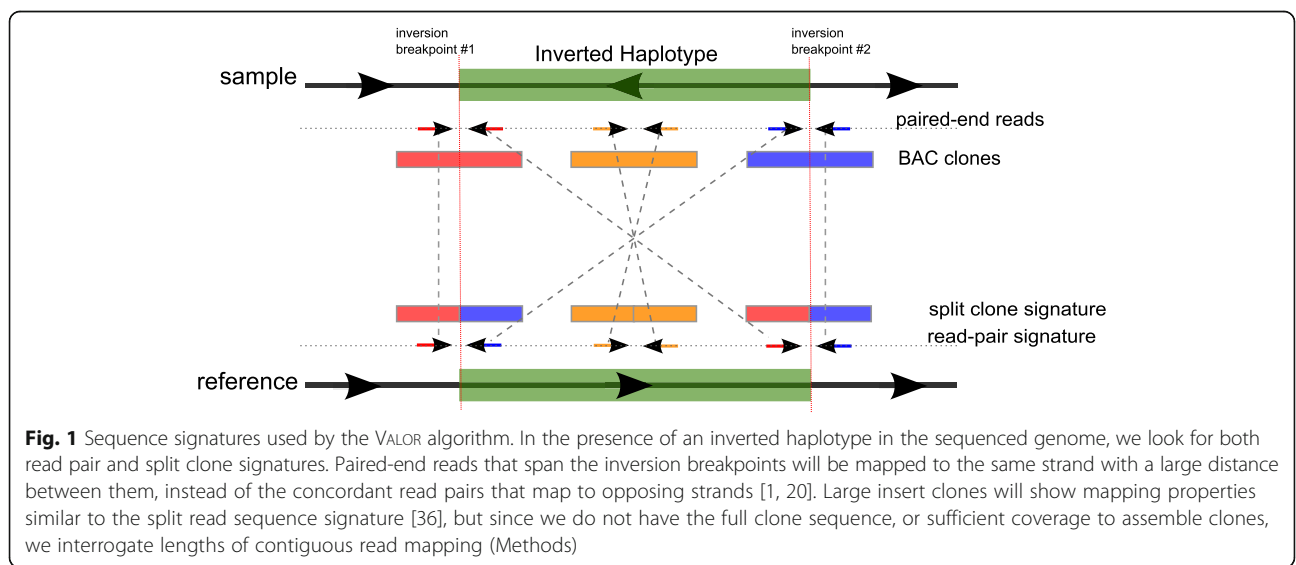 inversion
breakpoint #1
inversion
breakpoint #2
Inverted Haplotype
sample
paired-end reads
BAC clones
split clone signature
read-pair signature
reference
Fig. 1 Sequence signatures used by the VALOR algorithm. In the presence of an inverted haplotype in the sequenced genome, we look for both
read pair and split clone signatures. Paired-end reads that span the inversion breakpoints will be mapped to the same strand with a large distance
between them, instead of the concordant read pairs that map to opposing strands [1, 20]. Large insert clones will show mapping properties
similar to the split read sequence signature [36], but since we do not have the full clone sequence, or sufficient coverage to assemble clones,
we interrogate lengths of contiguous read mapping (Methods)